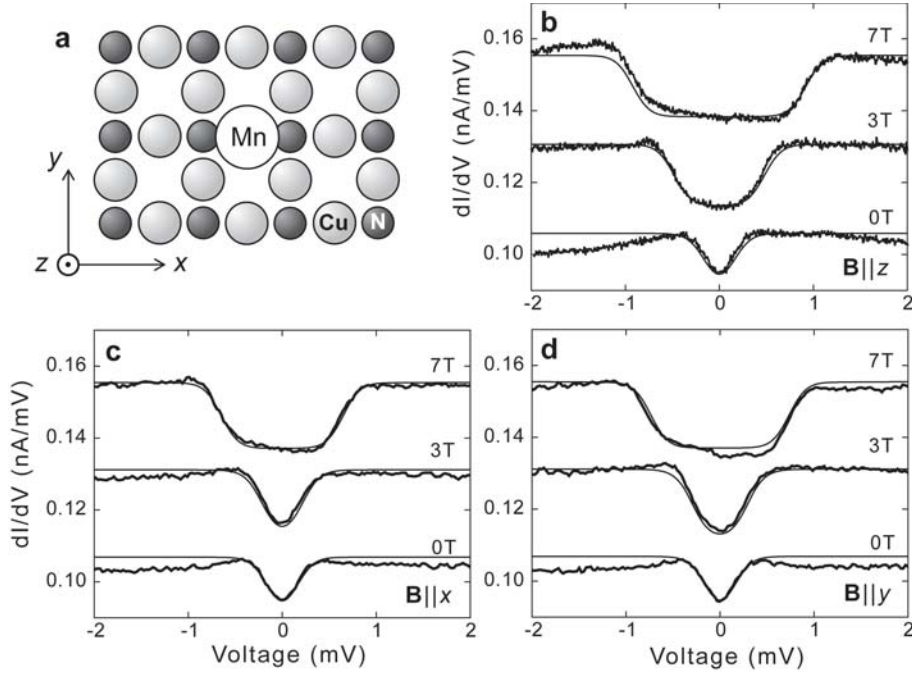 a
Mn
y
z
x
Cu
N
b
dI/dV (nA/mV)
0.16
0.14
0.12
0.10
7T
3T
0T
B||z
-2
-1
0
1
2
c
dI/dV (nA/mV)
0.16
0.14
0.12
0.10
7T
3T
0T
B||x
-2
-1
0
1
2
Voltage (mV)
d
0.16
0.14
0.12
0.10
7T
3T
0T
B||y
-2
-1
0
1
2
Voltage (mV)